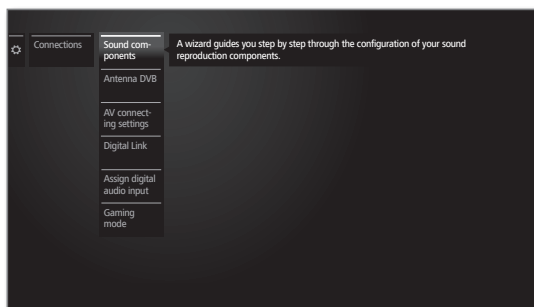 Connections
Sound com-
ponents
A wizard guides you step by step through the configuration of your sound
reproduction components.
Antenna DVB
AV connect-
ing settings
Digital Link
Assign digital
audio input
Gaming
mode